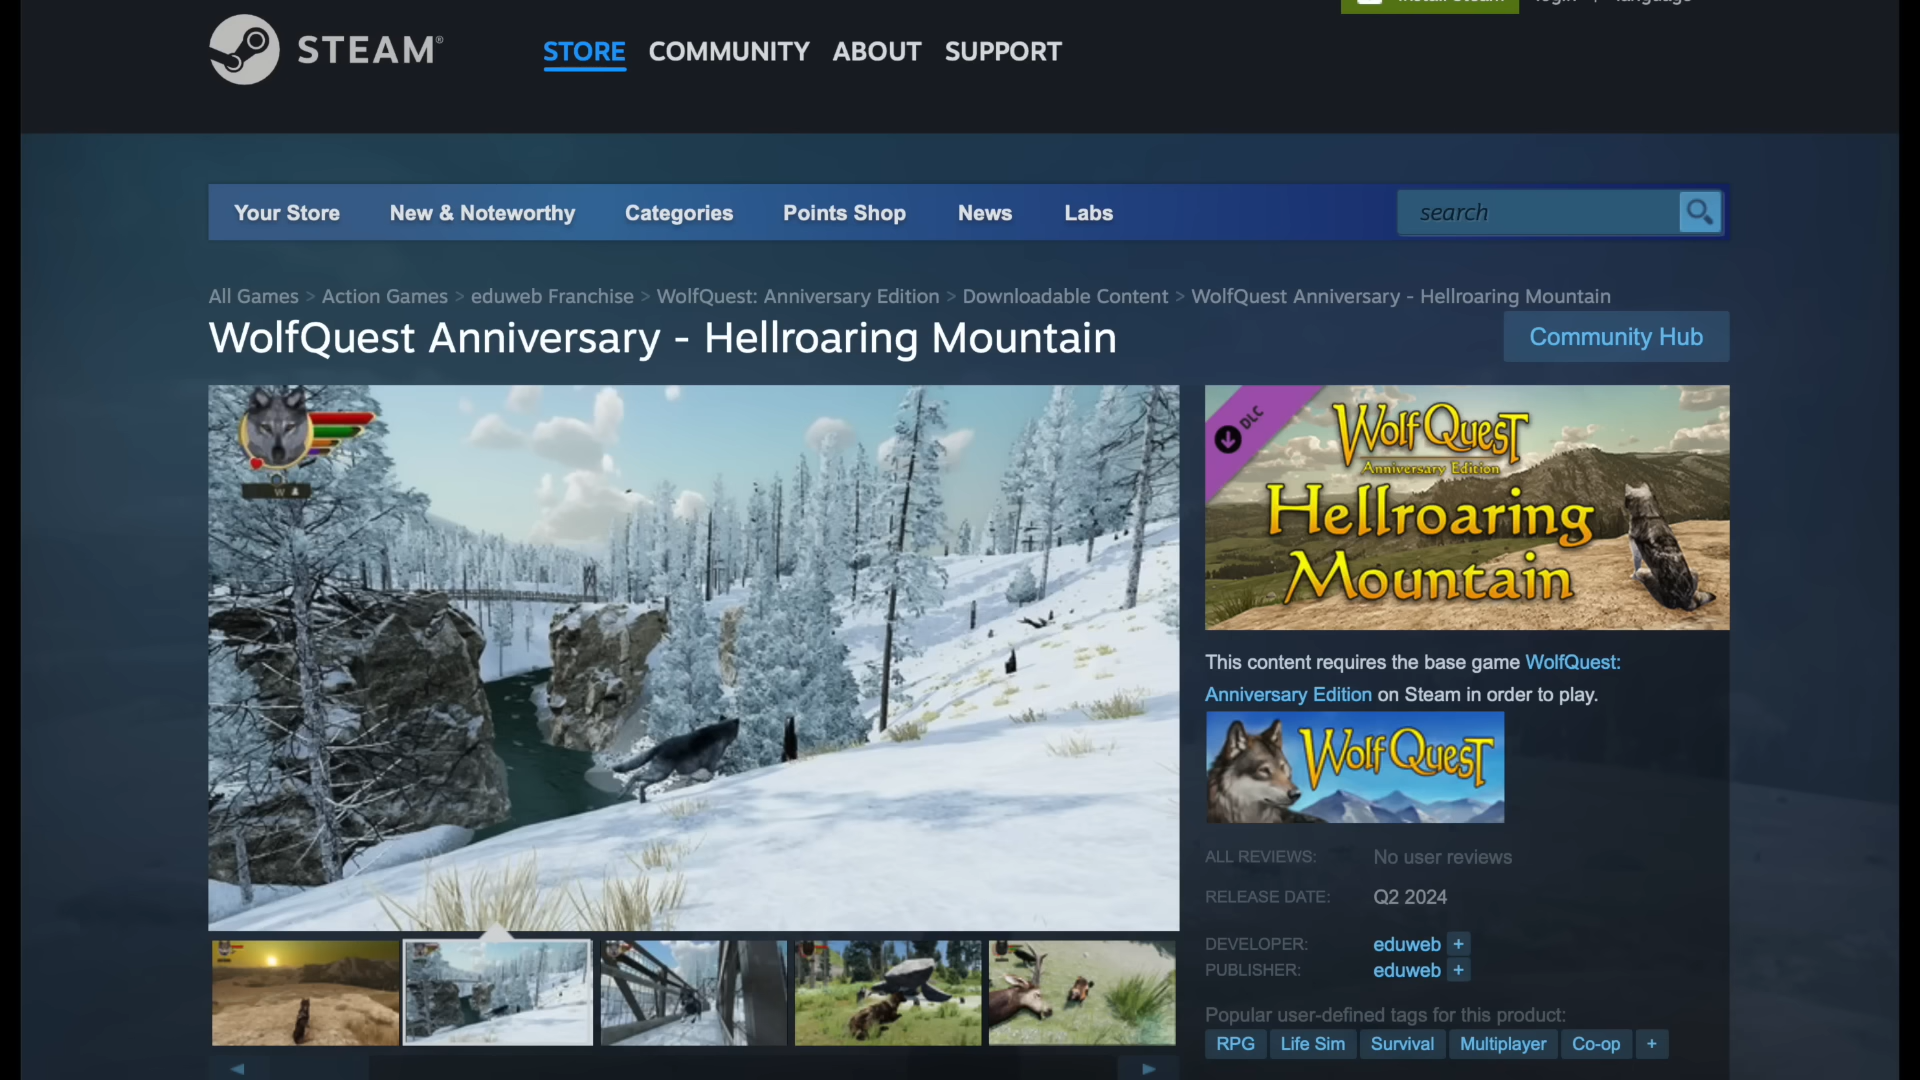 STEAM®
STORE COMMUNITY ABOUT SUPPORT
Your Store New & Noteworthy Categories Points Shop News Labs search
All Games > Action Games > eduweb Franchise > WolfQuest: Anniversary Edition > Downloadable Content > WolfQuest Anniversary - Hellroaring Mountain
WolfQuest Anniversary - Hellroaring Mountain
Community Hub
W
DLC
WolfQuest
Anniversary Edition
Hellroaring
Mountain
This content requires the base game WolfQuest:
Anniversary Edition on Steam in order to play.
WolfQuest
ALL REVIEWS: No user reviews
RELEASE DATE: Q2 2024
DEVELOPER: eduweb +
PUBLISHER: eduweb +
Popular user-defined tags for this product:
RPG Life Sim Survival Multiplayer Co-op +